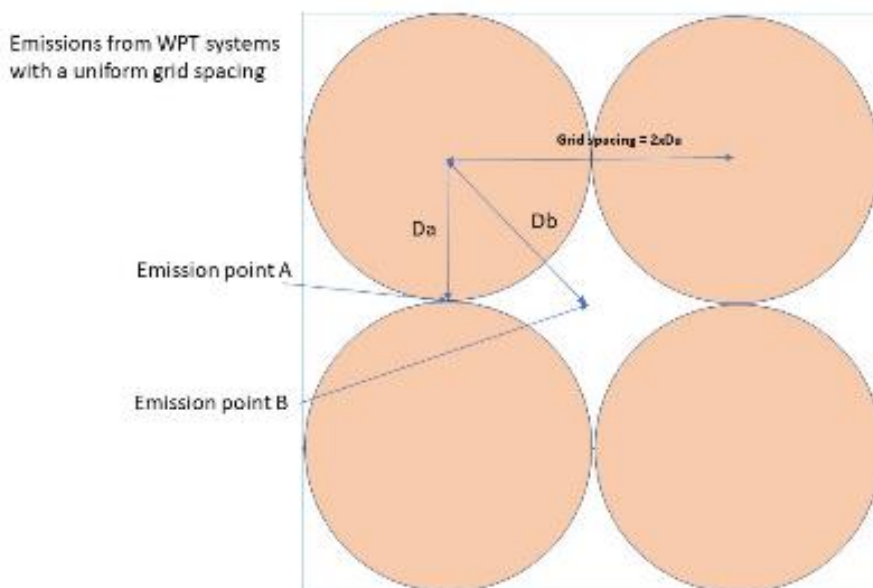 Emissions from WPT systems
with a uniform grid spacing
Grid spacing = 2xDa
Da
Db
Emission point A
Emission point B